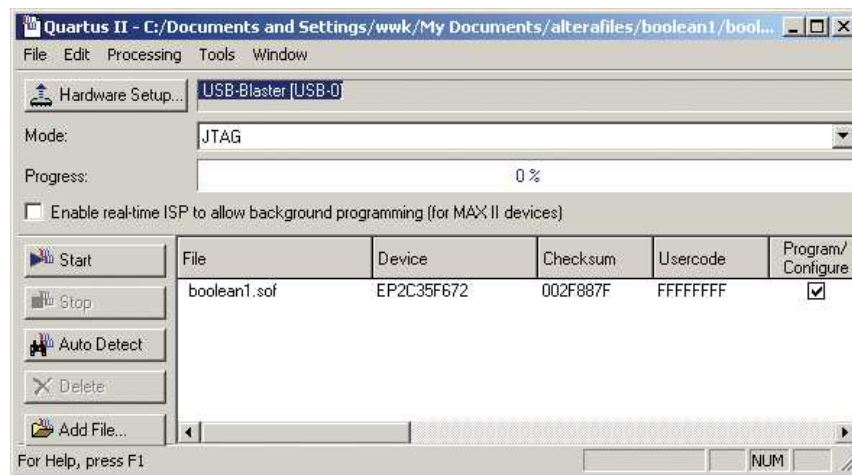 Quartus II - C:/Documents and Settings/wwk/My Documents/alterafiles/boolean1/bool...
File Edit Processing Tools Window
Hardware Setup... USB-Blaster [USB-0]
Mode: JTAG
Progress: 0 %
Enable real-time ISP to allow background programming (for MAX II devices)
Start
Stop
Auto Detect
Delete
Add File...
File Device Checksum Usercode Program/
Configure
boolean1.sof EP2C35F672 002F887F FFFFFFFF
For Help, press F1 NUM